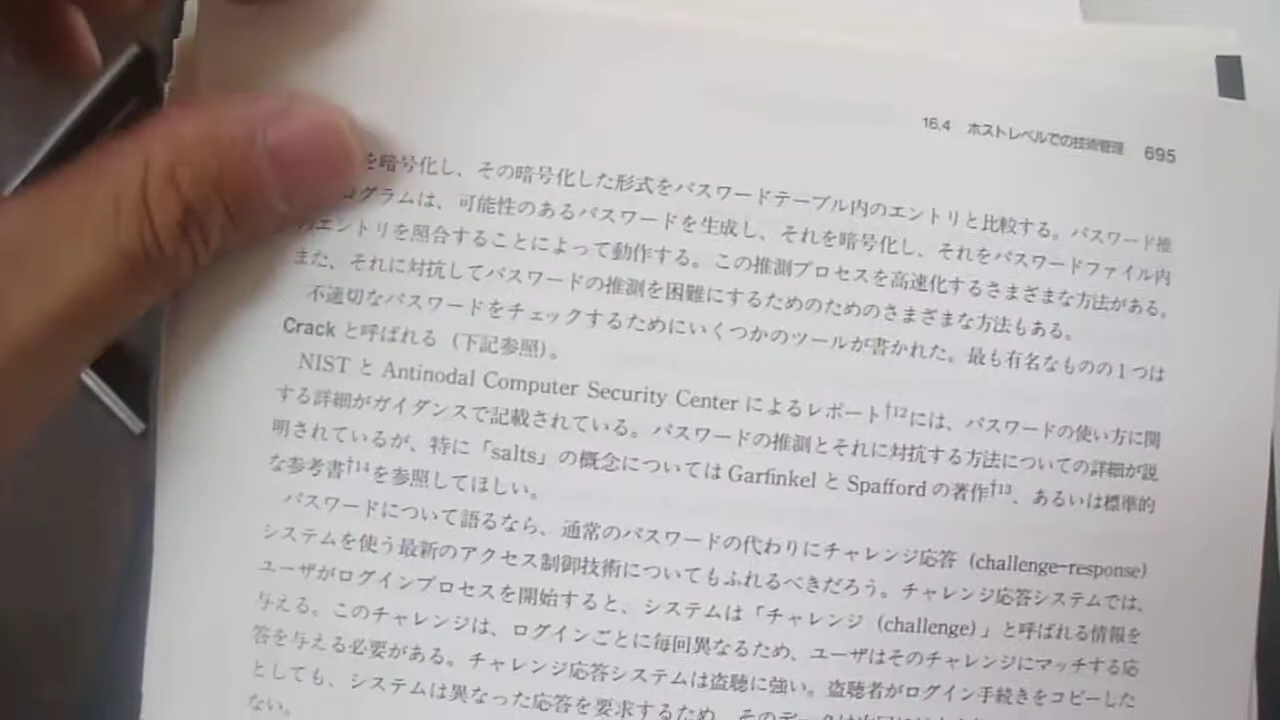 16.4 ホストレベルでの技術管理 695
を暗号化し、その暗号化した形式をパスワードテーブル内のエントリと比較する。パスワード推
ログラムは、可能性のあるパスワードを生成し、それを暗号化し、それをパスワードファイル内
エントリを照合することによって動作する。この推測プロセスを高速化するさまざまな方法がある。
また、それに対抗してパスワードの推測を困難にするためのためのさまざまな方法もある。
不適切なパスワードをチェックするためにいくつかのツールが書かれた。最も有名なものの1つは
Crack と呼ばれる(下記参照)。
NIST と Antinodal Computer Security Center によるレポート†12には、パスワードの使い方に関
する詳細がガイダンスで記載されている。パスワードの推測とそれに対抗する方法についての詳細が説
明されているが、特に「salts」の概念については Garfinkel と Spafford の著作†13、あるいは標準的
な参考書†14を参照してほしい。
パスワードについて語るなら、通常のパスワードの代わりにチャレンジ応答(challenge-response)
システムを使う最新のアクセス制御技術についてもふれるべきだろう。チャレンジ応答システムでは、
ユーザがログインプロセスを開始すると、システムは「チャレンジ(challenge)」と呼ばれる情報を
与える。このチャレンジは、ログインごとに毎回異なるため、ユーザはそのチャレンジにマッチする応
答を与える必要がある。チャレンジ応答システムは盗聴に強い。盗聴者がログイン手続きをコピーした
としても、システムは異なった応答を要求するため、
ない。